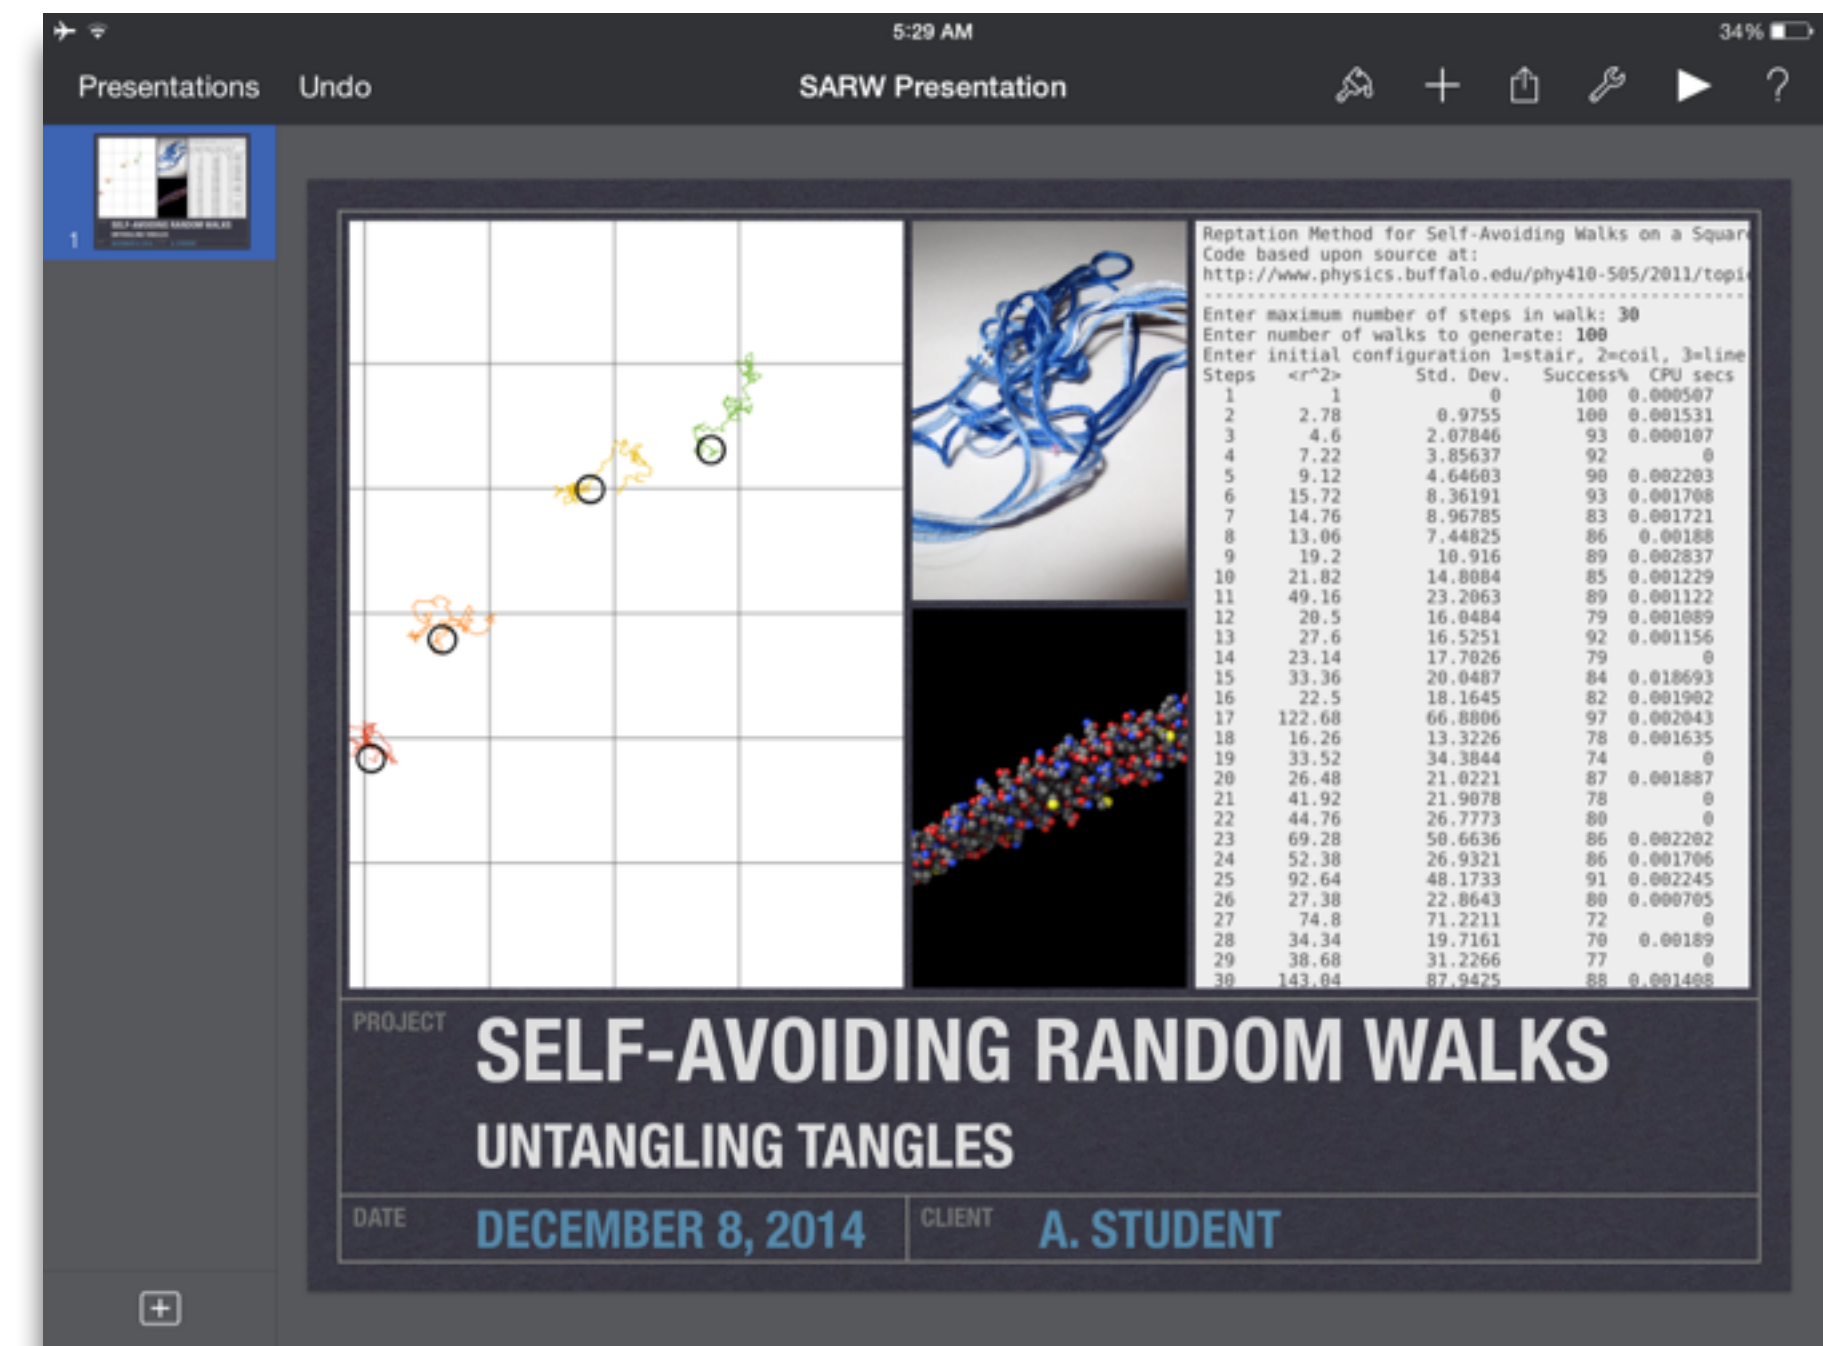 5:29 AM
34%
Presentations Undo SARW Presentation ?
1
Reptation Method for Self-Avoiding Walks on a Squar
Code based upon source at:
http://www.physics.buffalo.edu/phy410-505/2011/topi
Enter maximum number of steps in walk: 30
Enter number of walks to generate: 100
Enter initial configuration 1=stair, 2=coil, 3=line
Steps <r^2> Std. Dev. Success% CPU secs
1 1 0 100 0.000507
2 2.78 0.9755 100 0.001531
3 4.6 2.07846 93 0.000107
4 7.22 3.85637 92 0
5 9.12 4.64603 90 0.002203
6 15.72 8.36191 93 0.001708
7 14.76 8.96785 83 0.001721
8 13.06 7.44825 86 0.00188
9 19.2 10.916 89 0.002837
10 21.82 14.8084 85 0.001229
11 49.16 23.2063 89 0.001122
12 20.5 16.0484 79 0.001089
13 27.6 16.5251 92 0.001156
14 23.14 17.7026 79 0
15 33.36 20.0487 84 0.018693
16 22.5 18.1645 82 0.001902
17 122.68 66.8806 97 0.002043
18 16.26 13.3226 78 0.001635
19 33.52 34.3844 74 0
20 26.48 21.0221 87 0.001887
21 41.92 21.9078 78 0
22 44.76 26.7773 80 0
23 69.28 50.6636 86 0.002202
24 52.38 26.9321 86 0.001706
25 92.64 48.1733 91 0.002245
26 27.38 22.8643 80 0.000705
27 74.8 71.2211 72 0
28 34.34 19.7161 70 0.00189
29 38.68 31.2266 77 0
30 143.04 87.9425 88 0.001408
PROJECT
SELF-AVOIDING RANDOM WALKS
UNTANGLING TANGLES
DATE DECEMBER 8, 2014 CLIENT A. STUDENT